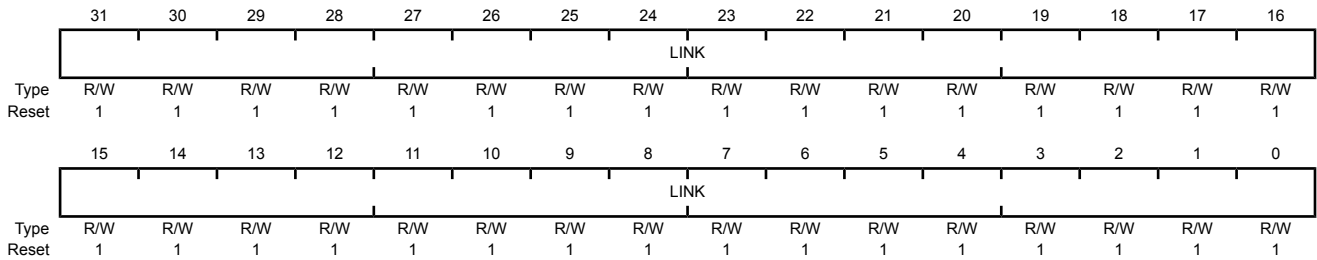 31 30 29 28 27 26 25 24 23 22 21 20 19 18 17 16
LINK
Type R/W R/W R/W R/W R/W R/W R/W R/W R/W R/W R/W R/W R/W R/W R/W R/W
Reset 1 1 1 1 1 1 1 1 1 1 1 1 1 1 1 1
15 14 13 12 11 10 9 8 7 6 5 4 3 2 1 0
LINK
Type R/W R/W R/W R/W R/W R/W R/W R/W R/W R/W R/W R/W R/W R/W R/W R/W
Reset 1 1 1 1 1 1 1 1 1 1 1 1 1 1 1 1